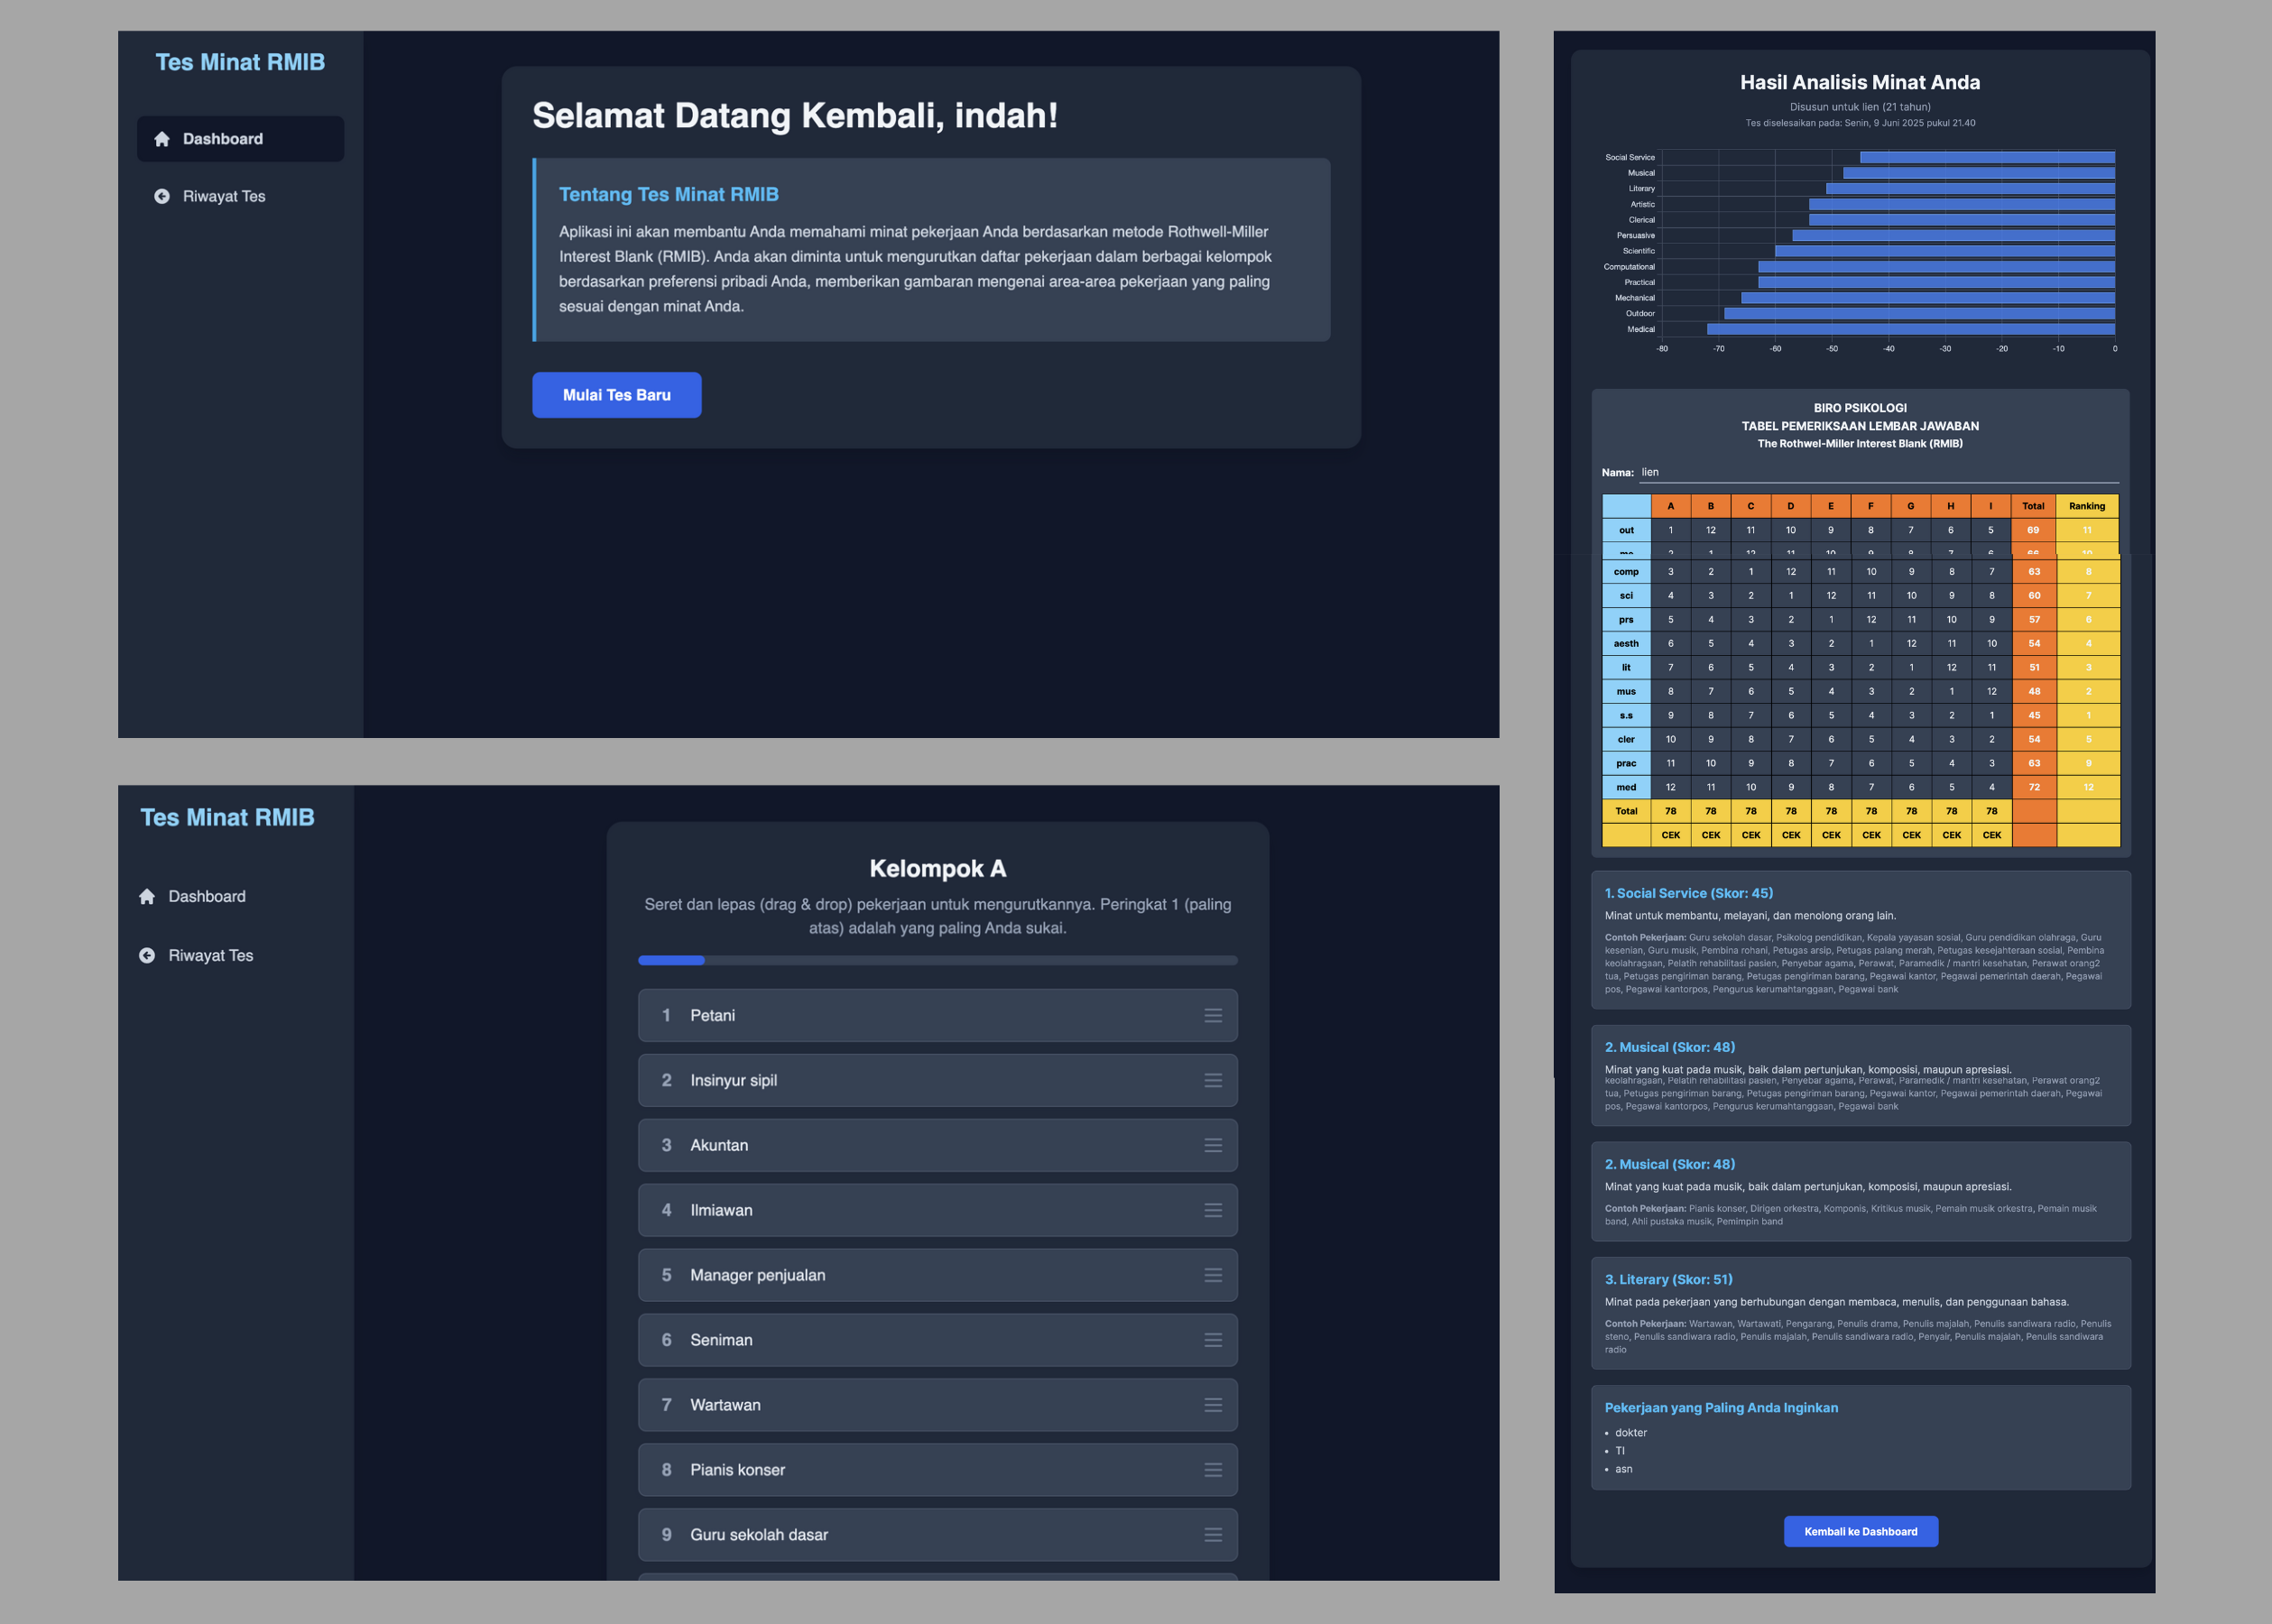 Tes Minat RMIB
Dashboard
Riwayat Tes
Selamat Datang Kembali, indah!
Tentang Tes Minat RMIB
Aplikasi ini akan membantu Anda memahami minat pekerjaan Anda berdasarkan metode Rothwell-Miller
Interest Blank (RMIB). Anda akan diminta untuk mengurutkan daftar pekerjaan dalam berbagai kelompok
berdasarkan preferensi pribadi Anda, memberikan gambaran mengenai area-area pekerjaan yang paling
sesuai dengan minat Anda.
Mulai Tes Baru
Tes Minat RMIB
Dashboard
Riwayat Tes
Kelompok A
Seret dan lepas (drag & drop) pekerjaan untuk mengurutkannya. Peringkat 1 (paling
atas) adalah yang paling Anda sukai.
1 Petani
2 Insinyur sipil
3 Akuntan
4 Ilmiawan
5 Manager penjualan
6 Seniman
7 Wartawan
8 Pianis konser
9 Guru sekolah dasar
Hasil Analisis Minat Anda
Disusun untuk lien (21 tahun)
Tes diselesaikan pada: Senin, 9 Juni 2025 pukul 21.40
Social Service
Musical
Literary
Artistic
Clerical
Persuasive
Scientific
Computational
Practical
Mechanical
Outdoor
Medical
-80 -70 -60 -50 -40 -30 -20 -10 0
BIRO PSIKOLOGI
TABEL PEMERIKSAAN LEMBAR JAWABAN
The Rothwel-Miller Interest Blank (RMIB)
Nama: lien
A B C D E F G H I Total Ranking
out 1 12 11 10 9 8 7 6 5 69 11
me 2 1 12 11 10 9 8 7 6 66 10
comp 3 2 1 12 11 10 9 8 7 63 8
sci 4 3 2 1 12 11 10 9 8 60 7
prs 5 4 3 2 1 12 11 10 9 57 6
aesth 6 5 4 3 2 1 12 11 10 54 4
lit 7 6 5 4 3 2 1 12 11 51 3
mus 8 7 6 5 4 3 2 1 12 48 2
s.s 9 8 7 6 5 4 3 2 1 45 1
cler 10 9 8 7 6 5 4 3 2 54 5
prac 11 10 9 8 7 6 5 4 3 63 9
med 12 11 10 9 8 7 6 5 4 72 12
Total 78 78 78 78 78 78 78 78 78
CEK CEK CEK CEK CEK CEK CEK CEK CEK
1. Social Service (Skor: 45)
Minat untuk membantu, melayani, dan menolong orang lain.
Contoh Pekerjaan: Guru sekolah dasar, Psikolog pendidikan, Kepala yayasan sosial, Guru pendidikan olahraga, Guru
kesenian, Guru musik, Pembina rohani, Petugas arsip, Petugas palang merah, Petugas kesejahteraan sosial, Pembina
keolahragaan, Pelatih rehabilitasi pasien, Penyebar agama, Perawat, Paramedik / mantri kesehatan, Perawat orang2
tua, Petugas pengiriman barang, Petugas pengiriman barang, Pegawai kantor, Pegawai pemerintah daerah, Pegawai
pos, Pegawai kantorpos, Pengurus kerumahtanggaan, Pegawai bank
2. Musical (Skor: 48)
Minat yang kuat pada musik, baik dalam pertunjukan, komposisi, maupun apresiasi.
keolahragaan, Pelatih rehabilitasi pasien, Penyebar agama, Perawat, Paramedik / mantri kesehatan, Perawat orang2
tua, Petugas pengiriman barang, Petugas pengiriman barang, Pegawai kantor, Pegawai pemerintah daerah, Pegawai
pos, Pegawai kantorpos, Pengurus kerumahtanggaan, Pegawai bank
2. Musical (Skor: 48)
Minat yang kuat pada musik, baik dalam pertunjukan, komposisi, maupun apresiasi.
Contoh Pekerjaan: Pianis konser, Dirigen orkestra, Komponis, Kritikus musik, Pemain musik orkestra, Pemain musik
band, Ahli pustaka musik, Pemimpin band
3. Literary (Skor: 51)
Minat pada pekerjaan yang berhubungan dengan membaca, menulis, dan penggunaan bahasa.
Contoh Pekerjaan: Wartawan, Wartawati, Pengarang, Penulis drama, Penulis majalah, Penulis sandiwara radio, Penulis
steno, Penulis sandiwara radio, Penulis majalah, Penulis sandiwara radio, Penyair, Penulis majalah, Penulis sandiwara
radio
Pekerjaan yang Paling Anda Inginkan
• dokter
• TI
• asn
Kembali ke Dashboard